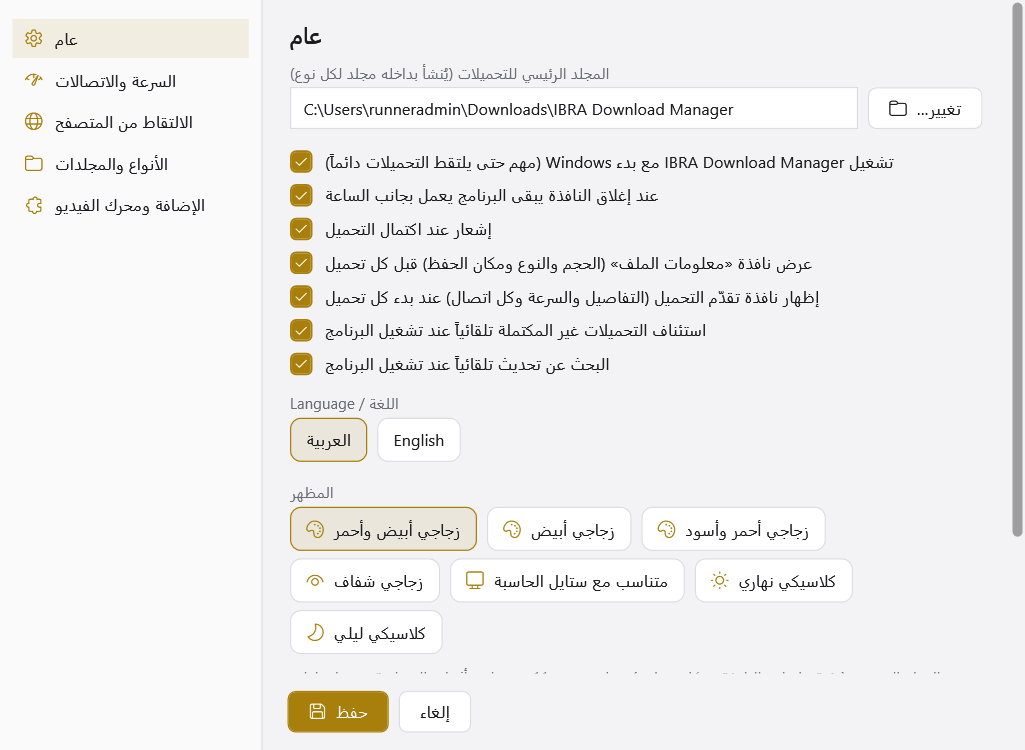 عام
السرعة والاتصالات
الالتقاط من المتصفح
الأنواع والمجلدات
الإضافة ومحرك الفيديو
عام
المجلد الرئيسي للتحميلات (يُنشأ بداخله مجلد لكل نوع)
C:\Users\runneradmin\Downloads\IBRA Download Manager
تغيير...
تشغيل IBRA Download Manager مع بدء Windows (مهم حتى يلتقط التحميلات دائماً)
عند إغلاق النافذة يبقى البرنامج يعمل بجانب الساعة
إشعار عند اكتمال التحميل
عرض نافذة «معلومات الملف» (الحجم والنوع ومكان الحفظ) قبل كل تحميل
إظهار نافذة تقدّم التحميل (التفاصيل والسرعة وكل اتصال) عند بدء كل تحميل
استئناف التحميلات غير المكتملة تلقائياً عند تشغيل البرنامج
البحث عن تحديث تلقائياً عند تشغيل البرنامج
اللغة / Language
العربية
English
المظهر
زجاجي أبيض وأحمر
زجاجي أبيض
زجاجي أحمر وأسود
زجاجي شفاف
متناسب مع ستايل الحاسبة
كلاسيكي نهاري
كلاسيكي ليلي
حفظ
إلغاء